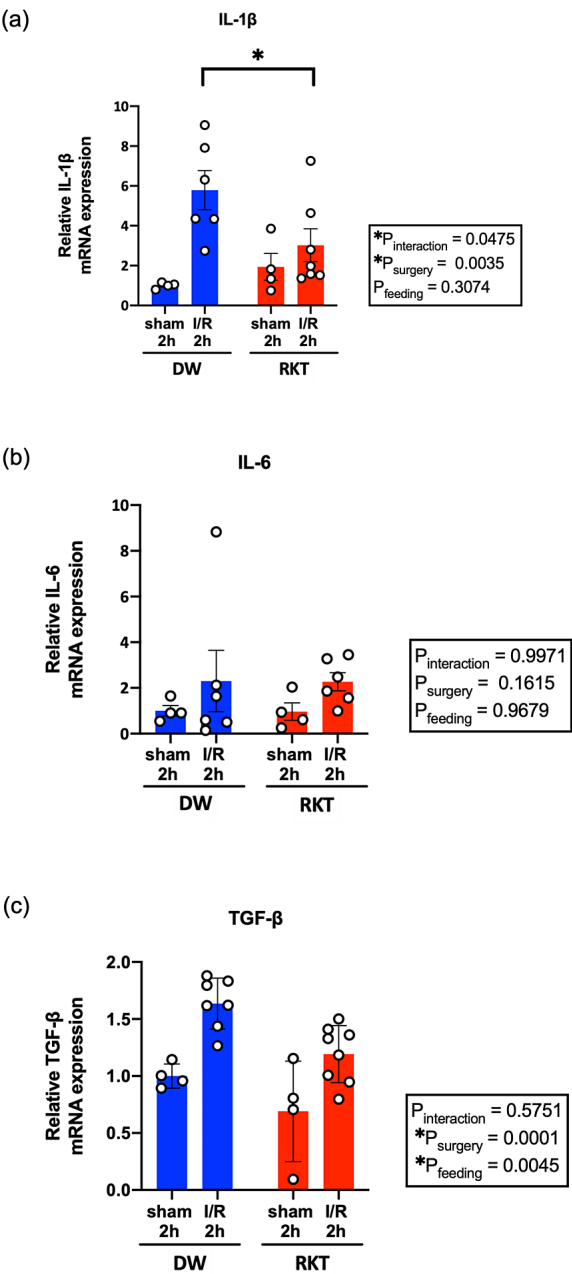 (a)
IL-1β
*
Relative IL-1β
mRNA expression
10
8
6
4
2
0
sham I/R sham I/R
2h 2h 2h 2h
DW RKT
*Pinteraction = 0.0475
*Psurgery = 0.0035
Pfeeding = 0.3074
(b)
IL-6
Relative IL-6
mRNA expression
10
8
6
4
2
0
sham I/R sham I/R
2h 2h 2h 2h
DW RKT
Pinteraction = 0.9971
Psurgery = 0.1615
Pfeeding = 0.9679
(c)
TGF-β
Relative TGF-β
mRNA expression
2.0
1.5
1.0
0.5
0.0
sham I/R sham I/R
2h 2h 2h 2h
DW RKT
Pinteraction = 0.5751
*Psurgery = 0.0001
*Pfeeding = 0.0045